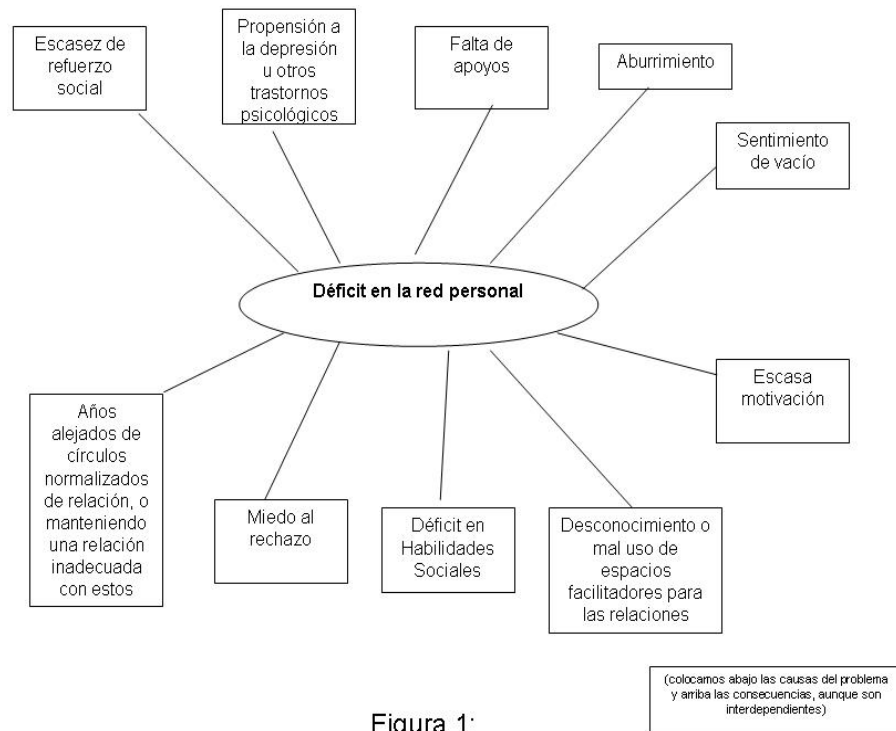 Escasez de
refuerzo
social
Propensión a
la depresión
u otros
trastornos
psicológicos
Falta de
apoyos
Aburrimiento
Sentimiento
de vacío
Déficit en la red personal
Escasa
motivación
Años
alejados de
círculos
normalizados
de relación, o
manteniendo
una relación
inadecuada
con estos
Miedo al
rechazo
Déficit en
Habilidades
Sociales
Desconocimiento o
mal uso de
espacios
facilitadores para
las relaciones
(colocamos abajo las causas del problema
y arriba las consecuencias, aunque son
interdependientes)
Figura 1: